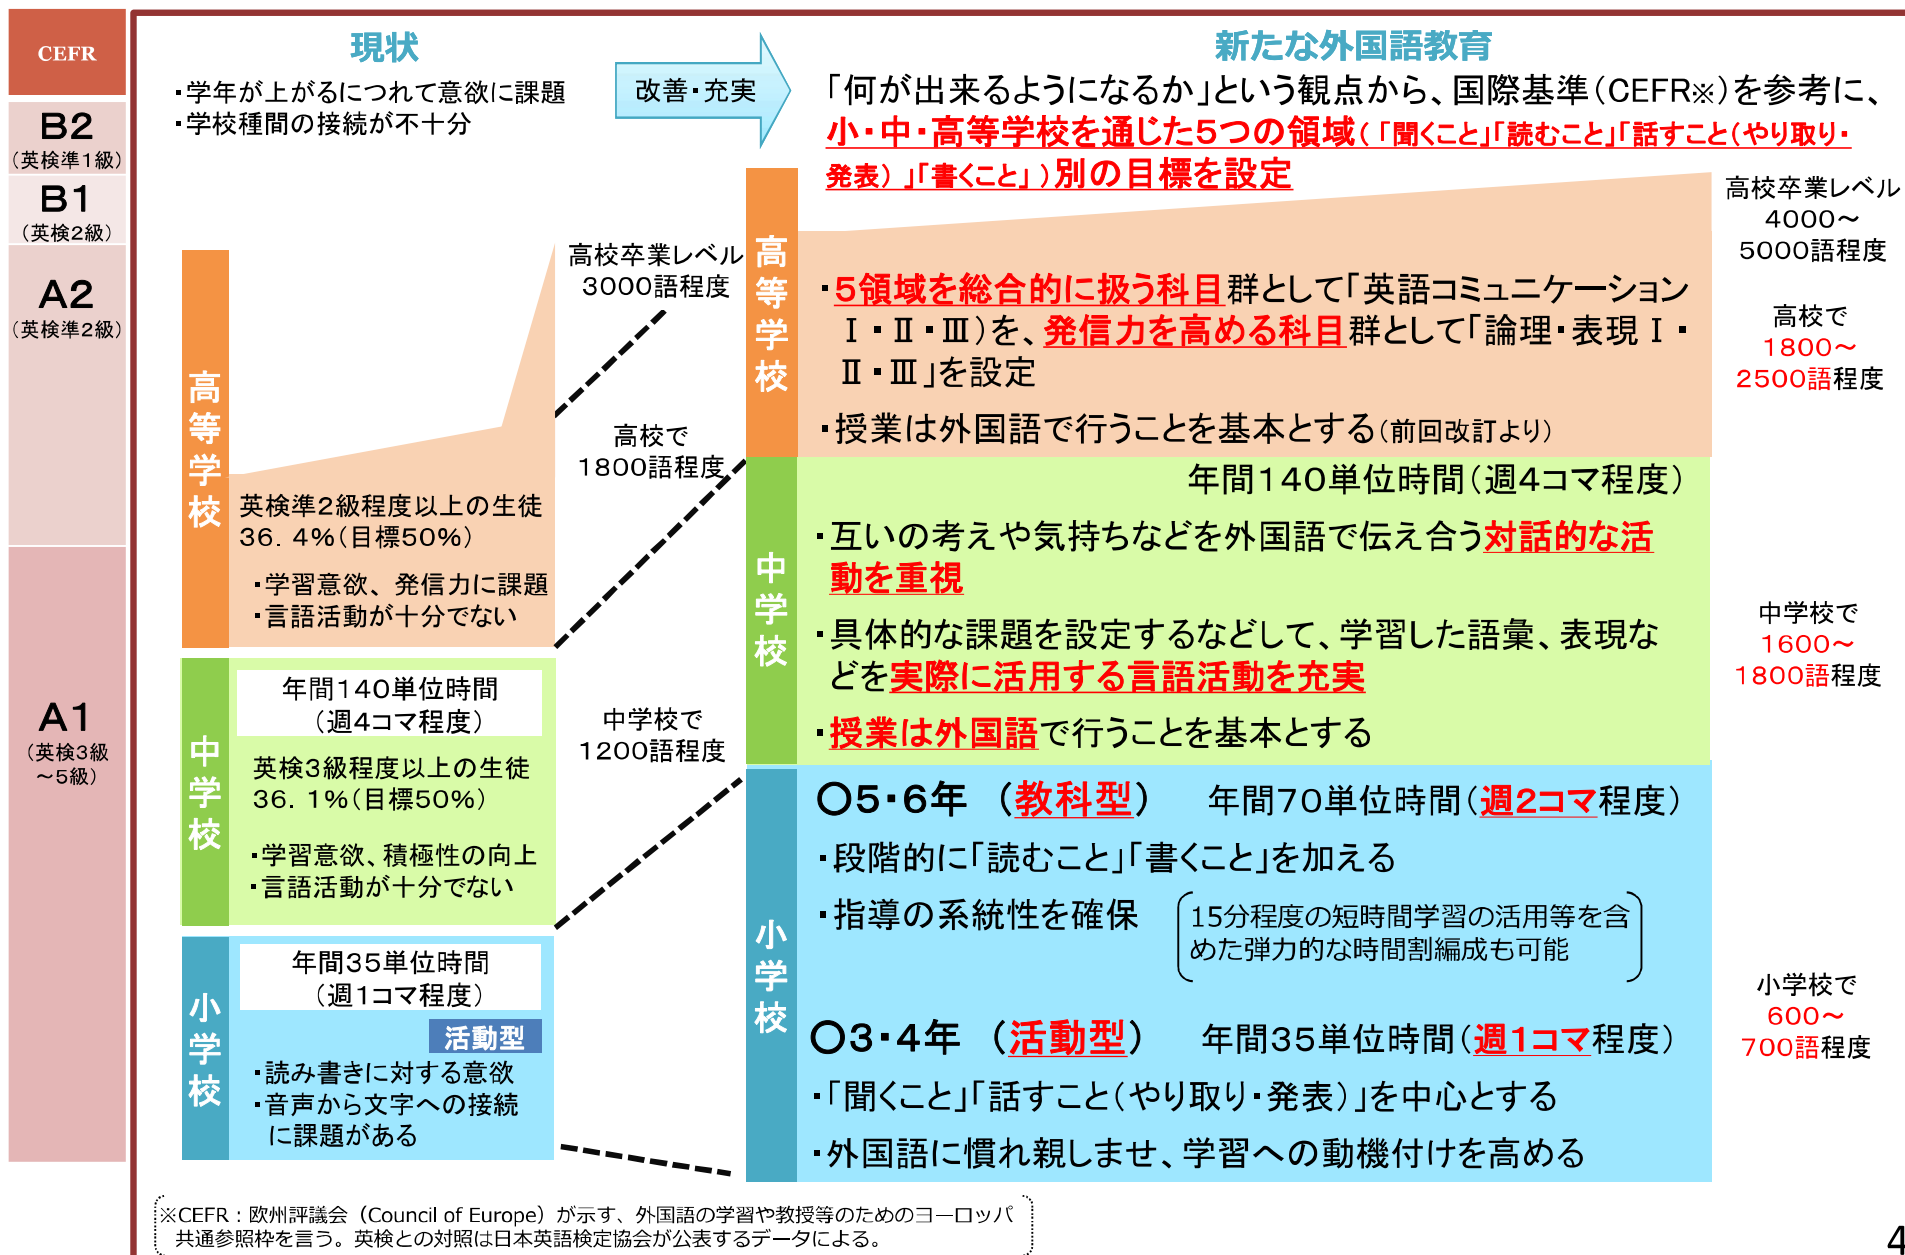 CEFR
B2
(英検準1級)
B1
(英検2級)
A2
(英検準2級)
A1
(英検3級
～5級)
現状
・学年が上がるにつれて意欲に課題
・学校種間の接続が不十分
改善・充実
新たな外国語教育
「何が出来るようになるか」という観点から、国際基準(CEFR※)を参考に、
小・中・高等学校を通じた5つの領域(「聞くこと」「読むこと」「話すこと(やり取り・
発表)」「書くこと」)別の目標を設定
高等学校
英検準2級程度以上の生徒
36.4%(目標50%)
・学習意欲、発信力に課題
・言語活動が十分でない
中学校
年間140単位時間
(週4コマ程度)
英検3級程度以上の生徒
36.1%(目標50%)
・学習意欲、積極性の向上
・言語活動が十分でない
小学校
年間35単位時間
(週1コマ程度)
活動型
・読み書きに対する意欲
・音声から文字への接続
に課題がある
高校卒業レベル
3000語程度
高校で
1800語程度
中学校で
1200語程度
高等学校
・5領域を総合的に扱う科目群として「英語コミュニケーション
Ⅰ・Ⅱ・Ⅲ)を、発信力を高める科目群として「論理・表現Ⅰ・
Ⅱ・Ⅲ」を設定
・授業は外国語で行うことを基本とする(前回改訂より)
中学校
年間140単位時間(週4コマ程度)
・互いの考えや気持ちなどを外国語で伝え合う対話的な活
動を重視
・具体的な課題を設定するなどして、学習した語彙、表現な
どを実際に活用する言語活動を充実
・授業は外国語で行うことを基本とする
小学校
〇5・6年 (教科型) 年間70単位時間(週2コマ程度)
・段階的に「読むこと」「書くこと」を加える
・指導の系統性を確保
15分程度の短時間学習の活用等を含
めた弾力的な時間割編成も可能
〇3・4年 (活動型) 年間35単位時間(週1コマ程度)
・「聞くこと」「話すこと(やり取り・発表)」を中心とする
・外国語に慣れ親しませ、学習への動機付けを高める
高校卒業レベル
4000～
5000語程度
高校で
1800～
2500語程度
中学校で
1600～
1800語程度
小学校で
600～
700語程度
※CEFR：欧州評議会（Council of Europe）が示す、外国語の学習や教授等のためのヨーロッパ
共通参照枠を言う。英検との対照は日本英語検定協会が公表するデータによる。
4